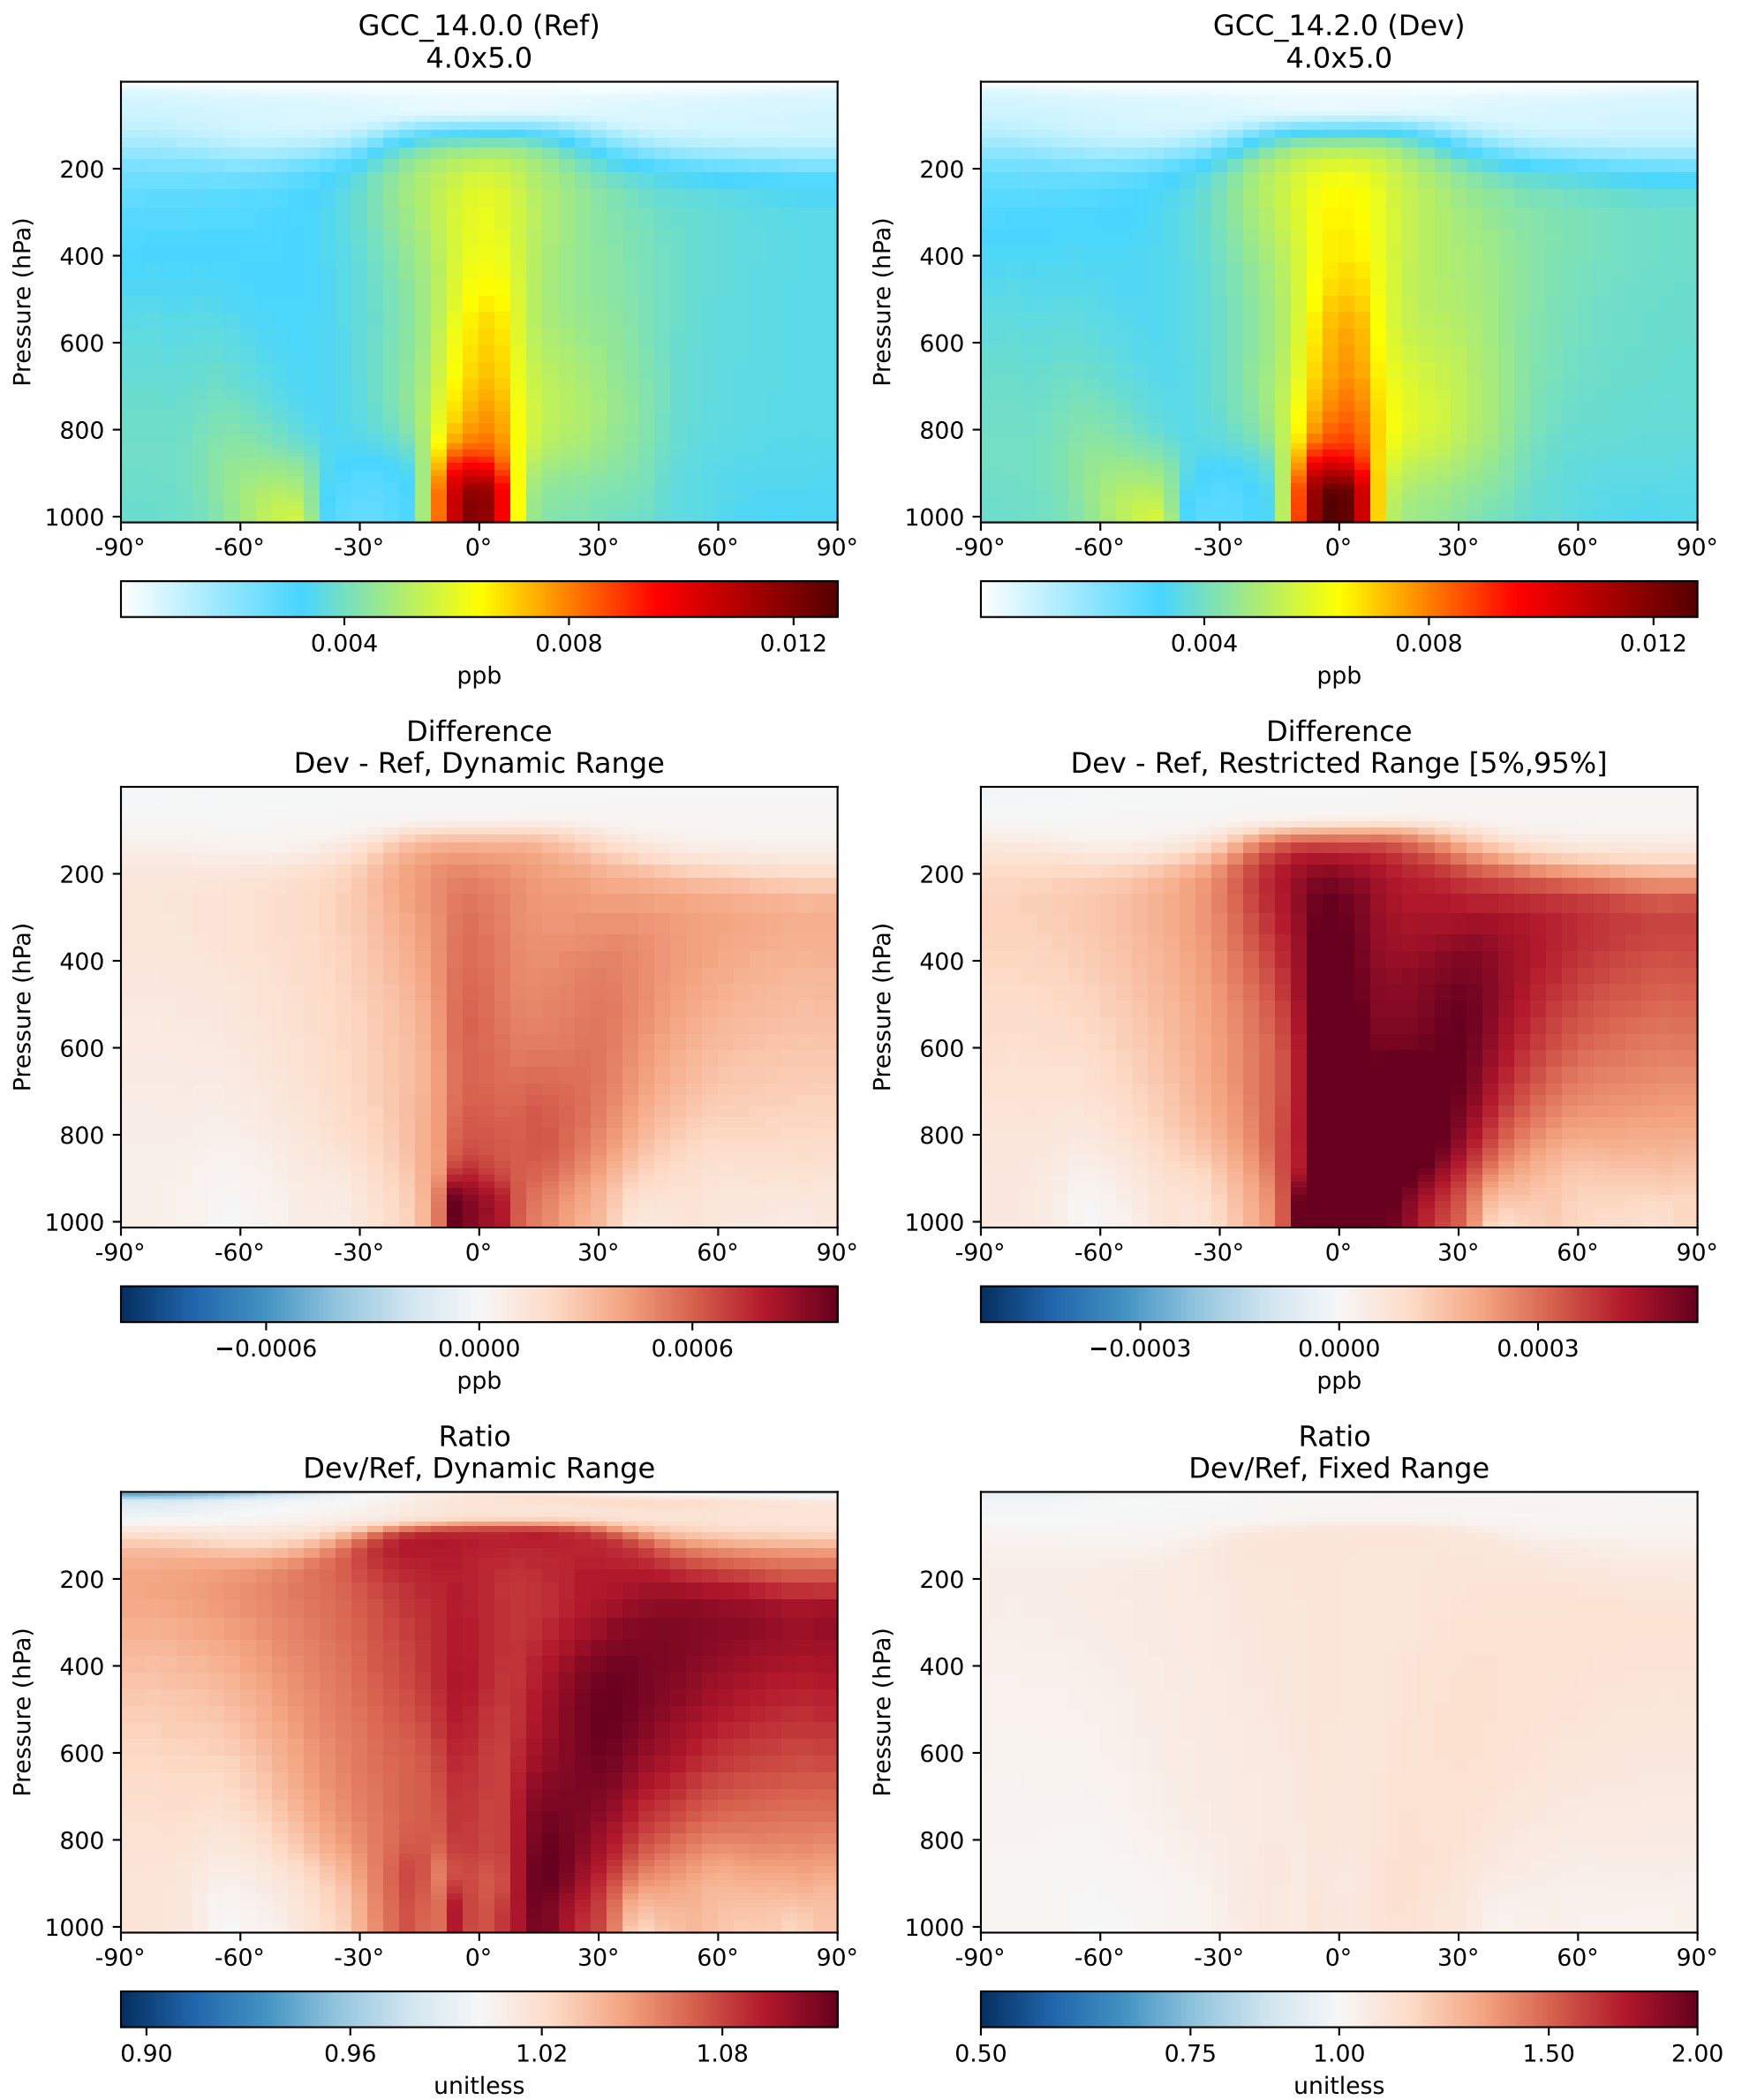 GCC_14.0.0 (Ref)
4.0x5.0
Pressure (hPa)
200
400
600
800
1000
-90° -60° -30° 0° 30° 60° 90°
0.004 0.008 0.012
ppb
GCC_14.2.0 (Dev)
4.0x5.0
Pressure (hPa)
200
400
600
800
1000
-90° -60° -30° 0° 30° 60° 90°
0.004 0.008 0.012
ppb
Difference
Dev - Ref, Dynamic Range
Pressure (hPa)
200
400
600
800
1000
-90° -60° -30° 0° 30° 60° 90°
−0.0006 0.0000 0.0006
ppb
Difference
Dev - Ref, Restricted Range [5%,95%]
Pressure (hPa)
200
400
600
800
1000
-90° -60° -30° 0° 30° 60° 90°
−0.0003 0.0000 0.0003
ppb
Ratio
Dev/Ref, Dynamic Range
Pressure (hPa)
200
400
600
800
1000
-90° -60° -30° 0° 30° 60° 90°
0.90 0.96 1.02 1.08
unitless
Ratio
Dev/Ref, Fixed Range
Pressure (hPa)
200
400
600
800
1000
-90° -60° -30° 0° 30° 60° 90°
0.50 0.75 1.00 1.50 2.00
unitless